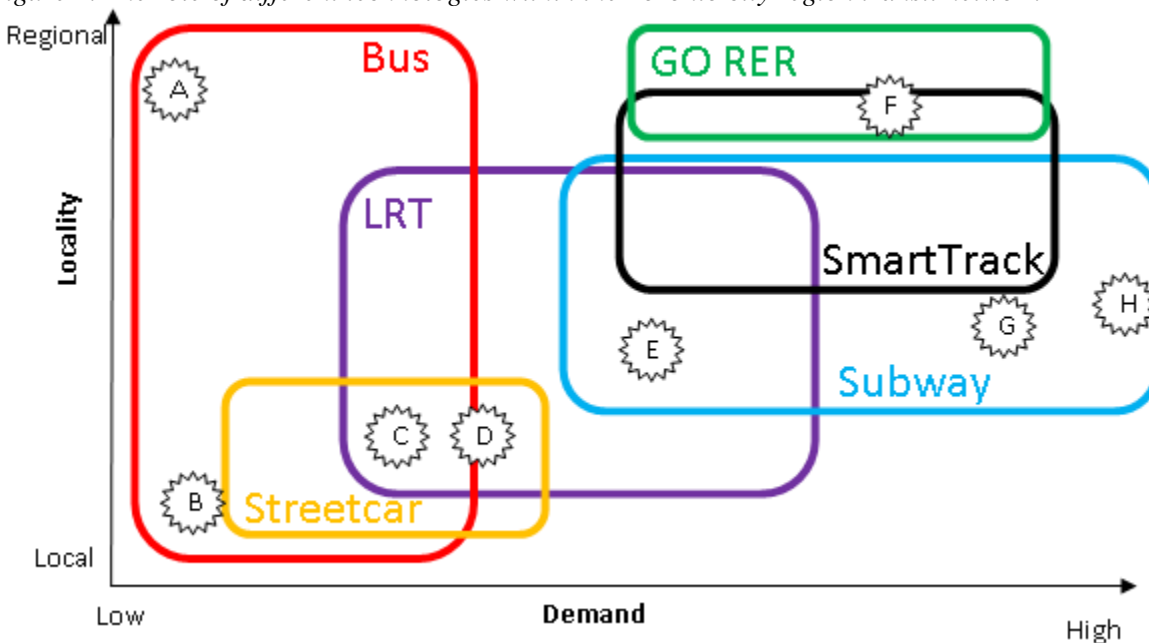 Regional
Bus
GO RER
A
F
LRT
Locality
SmartTrack
H
G
E
Subway
C
D
B
Streetcar
Local
Low
Demand
High